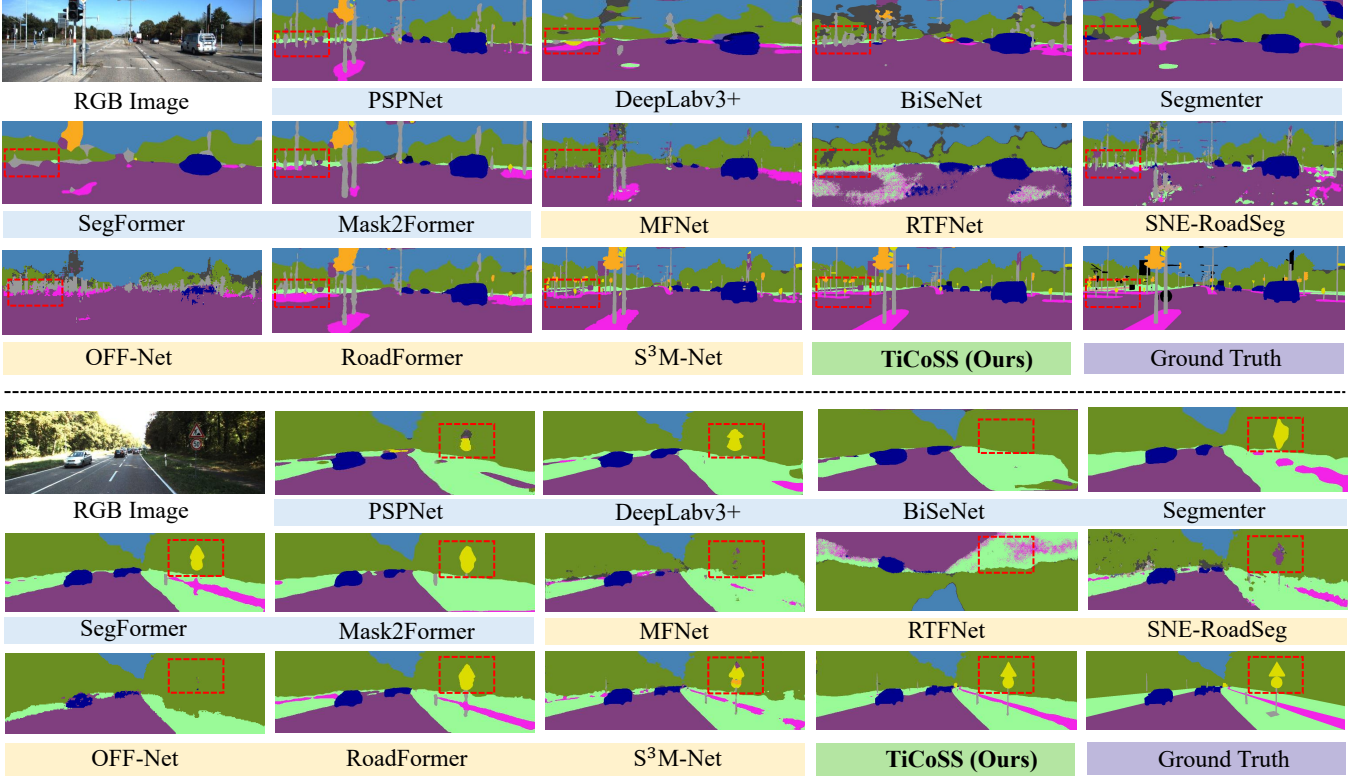 RGB Image PSPNet DeepLabv3+ BiSeNet Segmenter
SegFormer Mask2Former MFNet RTFNet SNE-RoadSeg
OFF-Net RoadFormer S³M-Net TiCoSS (Ours) Ground Truth
RGB Image PSPNet DeepLabv3+ BiSeNet Segmenter
SegFormer Mask2Former MFNet RTFNet SNE-RoadSeg
OFF-Net RoadFormer S³M-Net TiCoSS (Ours) Ground Truth